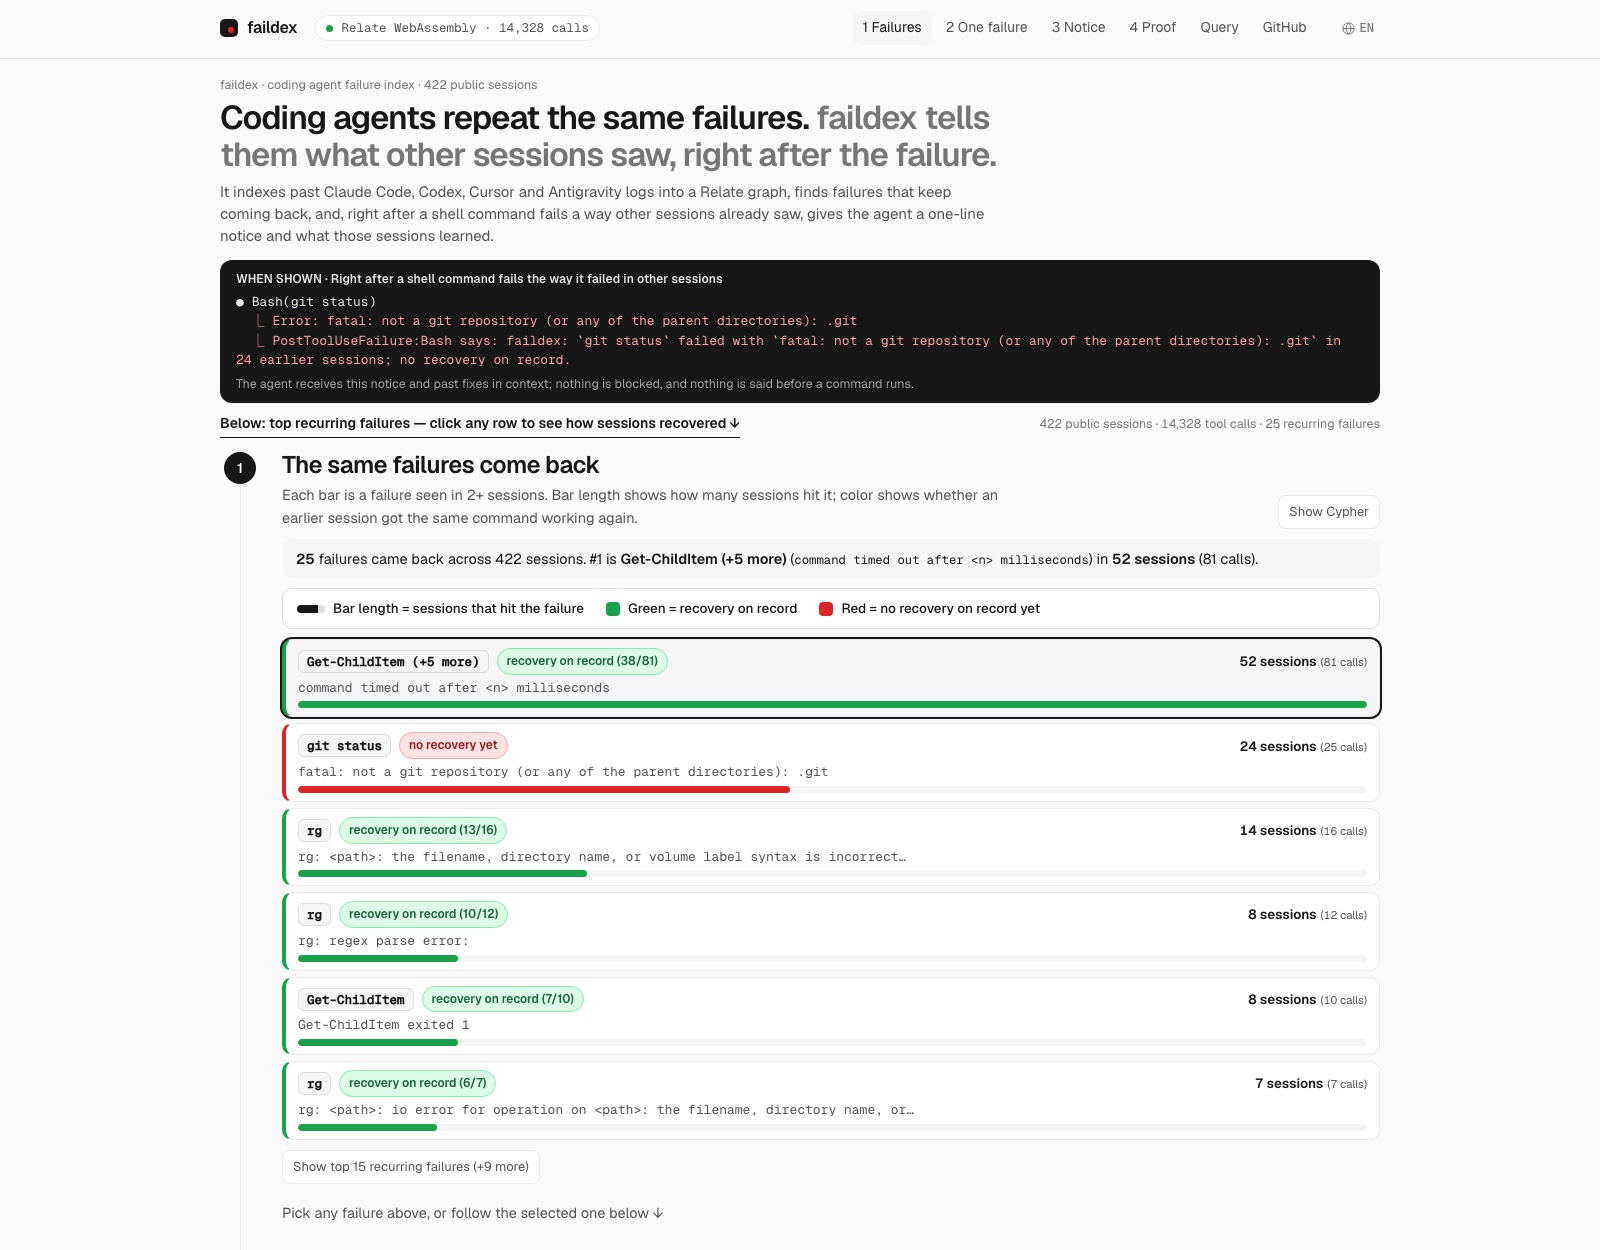 faildex
Relate WebAssembly · 14,328 calls
1 Failures
2 One failure
3 Notice
4 Proof
Query
GitHub
EN
faildex · coding agent failure index · 422 public sessions
Coding agents repeat the same failures. faildex tells
them what other sessions saw, right after the failure.
It indexes past Claude Code, Codex, Cursor and Antigravity logs into a Relate graph, finds failures that keep
coming back, and, right after a shell command fails a way other sessions already saw, gives the agent a one-line
notice and what those sessions learned.
WHEN SHOWN · Right after a shell command fails the way it failed in other sessions
● Bash(git status)
⎿ Error: fatal: not a git repository (or any of the parent directories): .git
⎿ PostToolUseFailure:Bash says: faildex: `git status` failed with `fatal: not a git repository (or any of the parent directories): .git` in
24 earlier sessions; no recovery on record.
The agent receives this notice and past fixes in context; nothing is blocked, and nothing is said before a command runs.
Below: top recurring failures — click any row to see how sessions recovered ↓
422 public sessions · 14,328 tool calls · 25 recurring failures
1
The same failures come back
Each bar is a failure seen in 2+ sessions. Bar length shows how many sessions hit it; color shows whether an
earlier session got the same command working again.
Show Cypher
25 failures came back across 422 sessions. #1 is Get-ChildItem (+5 more) (command timed out after <n> milliseconds) in 52 sessions (81 calls).
Bar length = sessions that hit the failure
Green = recovery on record
Red = no recovery on record yet
Get-ChildItem (+5 more)
recovery on record (38/81)
52 sessions (81 calls)
command timed out after <n> milliseconds
git status
no recovery yet
24 sessions (25 calls)
fatal: not a git repository (or any of the parent directories): .git
rg
recovery on record (13/16)
14 sessions (16 calls)
rg: <path>: the filename, directory name, or volume label syntax is incorrect…
rg
recovery on record (10/12)
8 sessions (12 calls)
rg: regex parse error:
Get-ChildItem
recovery on record (7/10)
8 sessions (10 calls)
Get-ChildItem exited 1
rg
recovery on record (6/7)
7 sessions (7 calls)
rg: <path>: io error for operation on <path>: the filename, directory name, or…
Show top 15 recurring failures (+9 more)
Pick any failure above, or follow the selected one below ↓